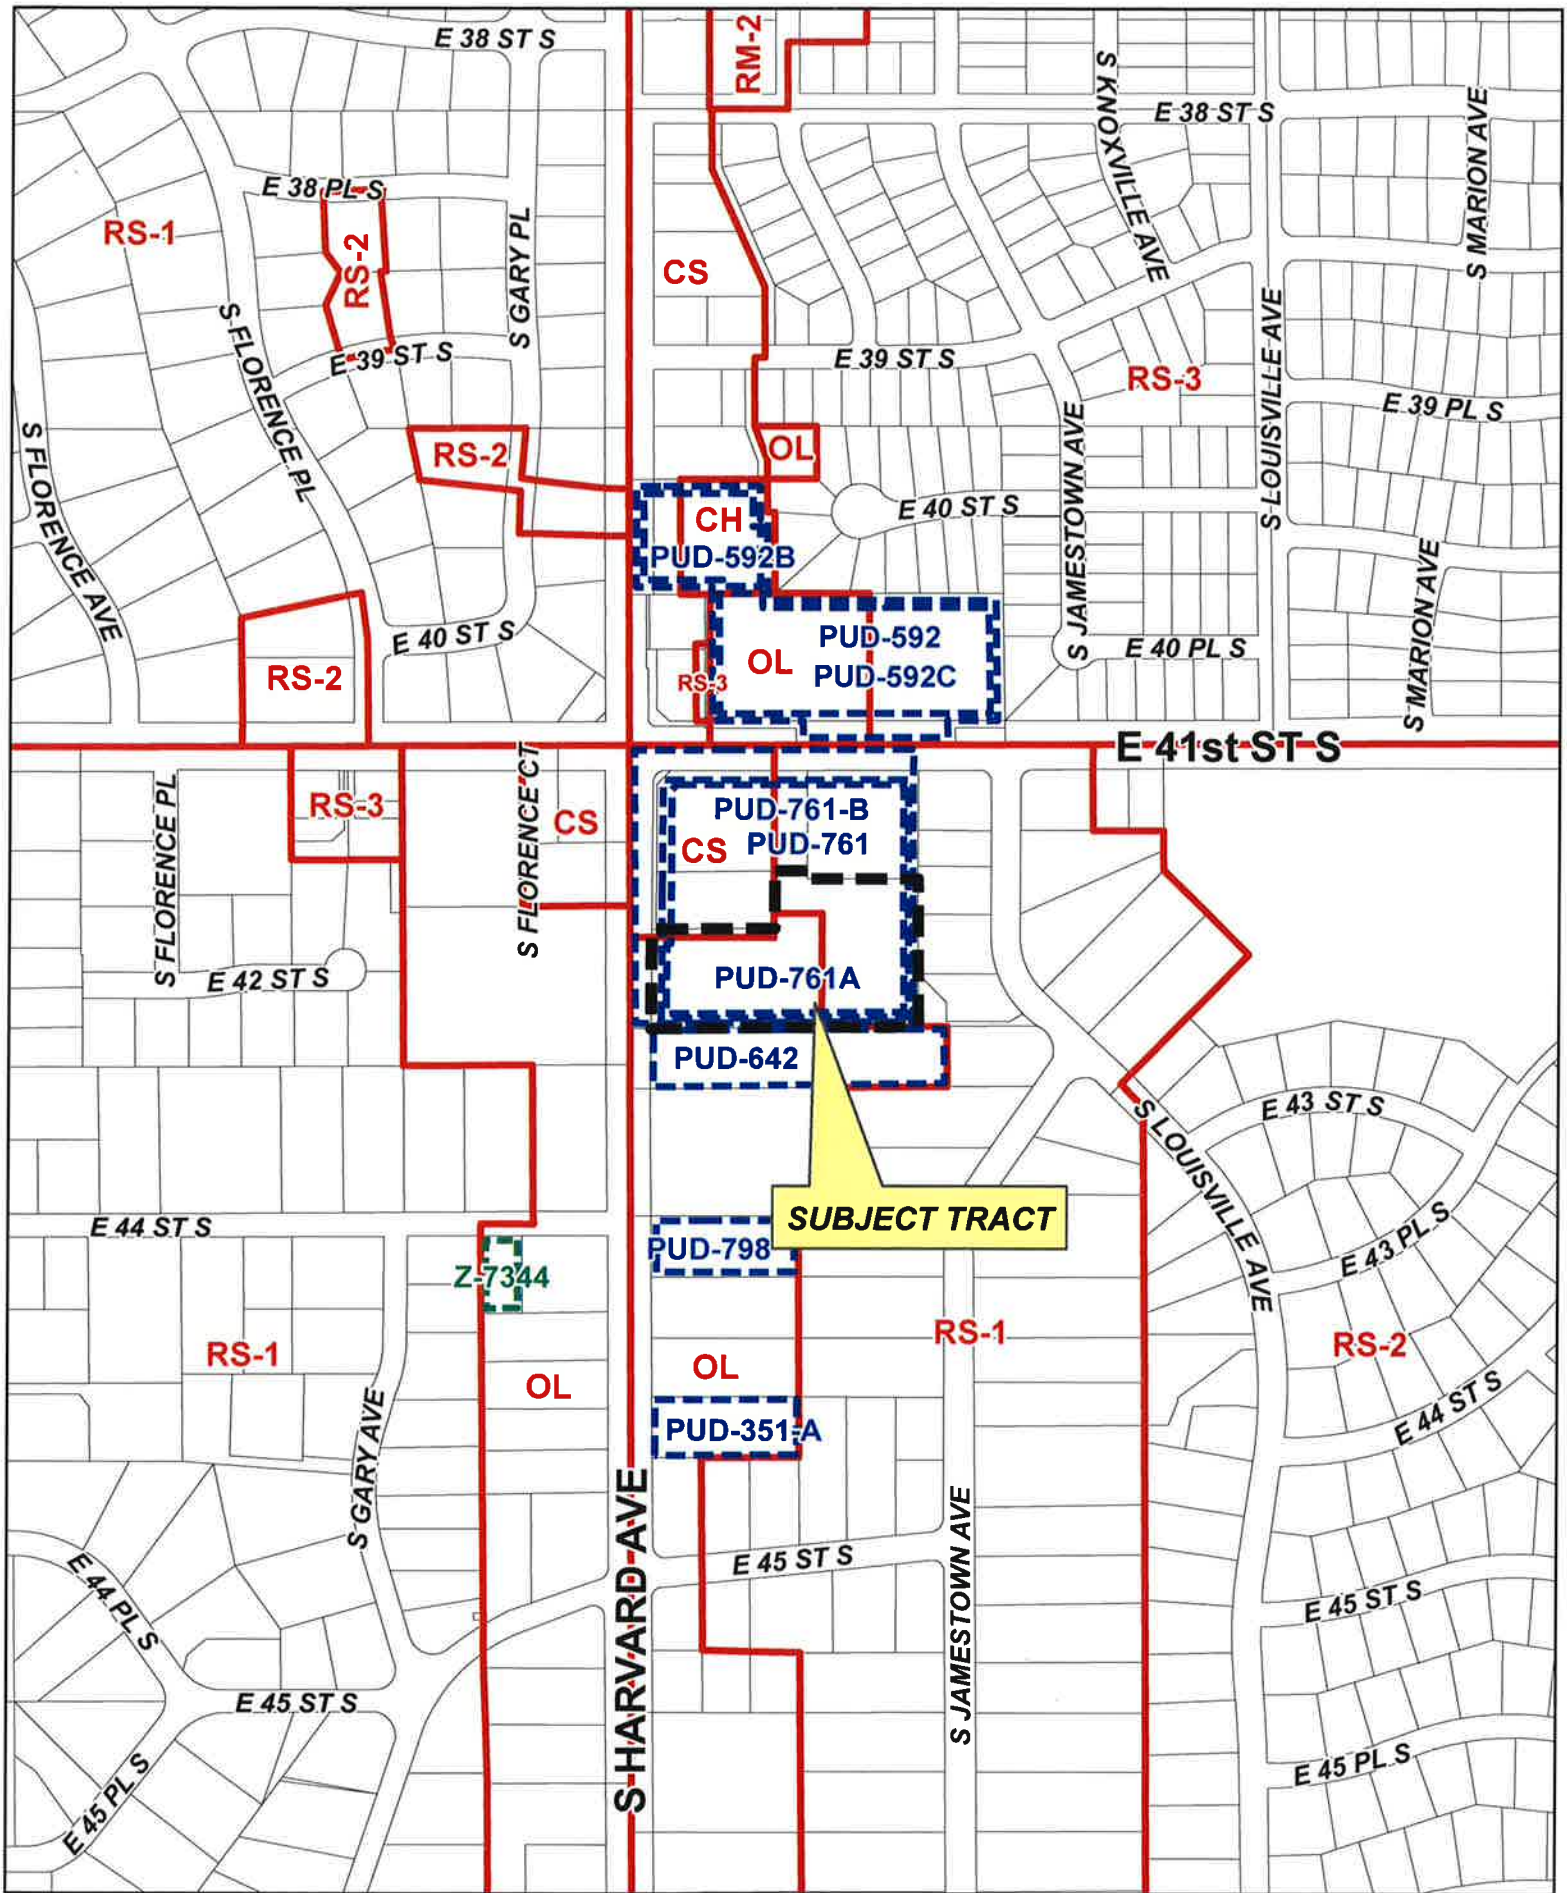 E 38 ST S
RM-2
S KNOXVILLE AVE
E 38 ST S
S MARION AVE
E 38 PL S
RS-1
RS-2
S GARY PL
CS
S FLORENCE PL
E 39 ST S
E 39 ST S
RS-3
S LOUISVILLE AVE
E 39 PL S
S FLORENCE AVE
RS-2
OL
S JAMESTOWN AVE
CH
E 40 ST S
PUD-592B
S MARION AVE
E 40 ST S
PUD-592
OL
PUD-592C
E 40 PL S
RS-2
RS-3
E 41st ST S
S FLORENCE PL
RS-3
S FLORENCE CT
CS
PUD-761-B
CS
PUD-761
E 42 ST S
PUD-761A
PUD-642
E 43 ST S
S LOUISVILLE AVE
SUBJECT TRACT
E 44 ST S
PUD-798
E 43 PL S
Z-7344
RS-1
RS-1
RS-2
OL
OL
S GARY AVE
PUD-351-A
E 44 ST S
S HARVARD AVE
S JAMESTOWN AVE
E 45 ST S
E 44 PL S
E 45 ST S
E 45 ST S
E 45 PL S
E 45 PL S